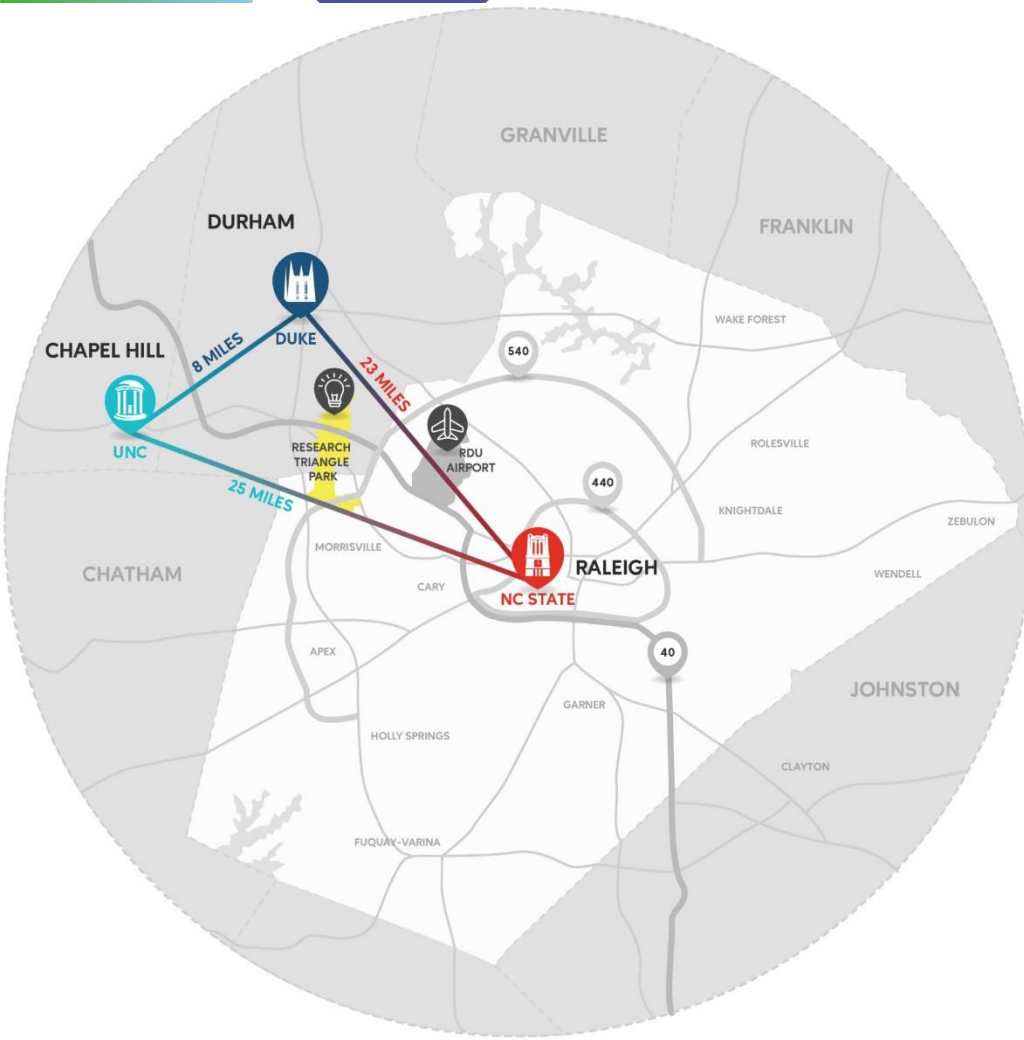 GRANVILLE
DURHAM
FRANKLIN
WAKE FOREST
DUKE
CHAPEL HILL
8 MILES
540
23 MILES
UNC
RESEARCH
TRIANGLE
PARK
RDU
AIRPORT
ROLESVILLE
440
25 MILES
KNIGHTDALE
ZEBULON
MORRISVILLE
CHATHAM
CARY
RALEIGH
WENDELL
NC STATE
APEX
40
JOHNSTON
GARNER
HOLLY SPRINGS
CLAYTON
FUQUAY-VARINA